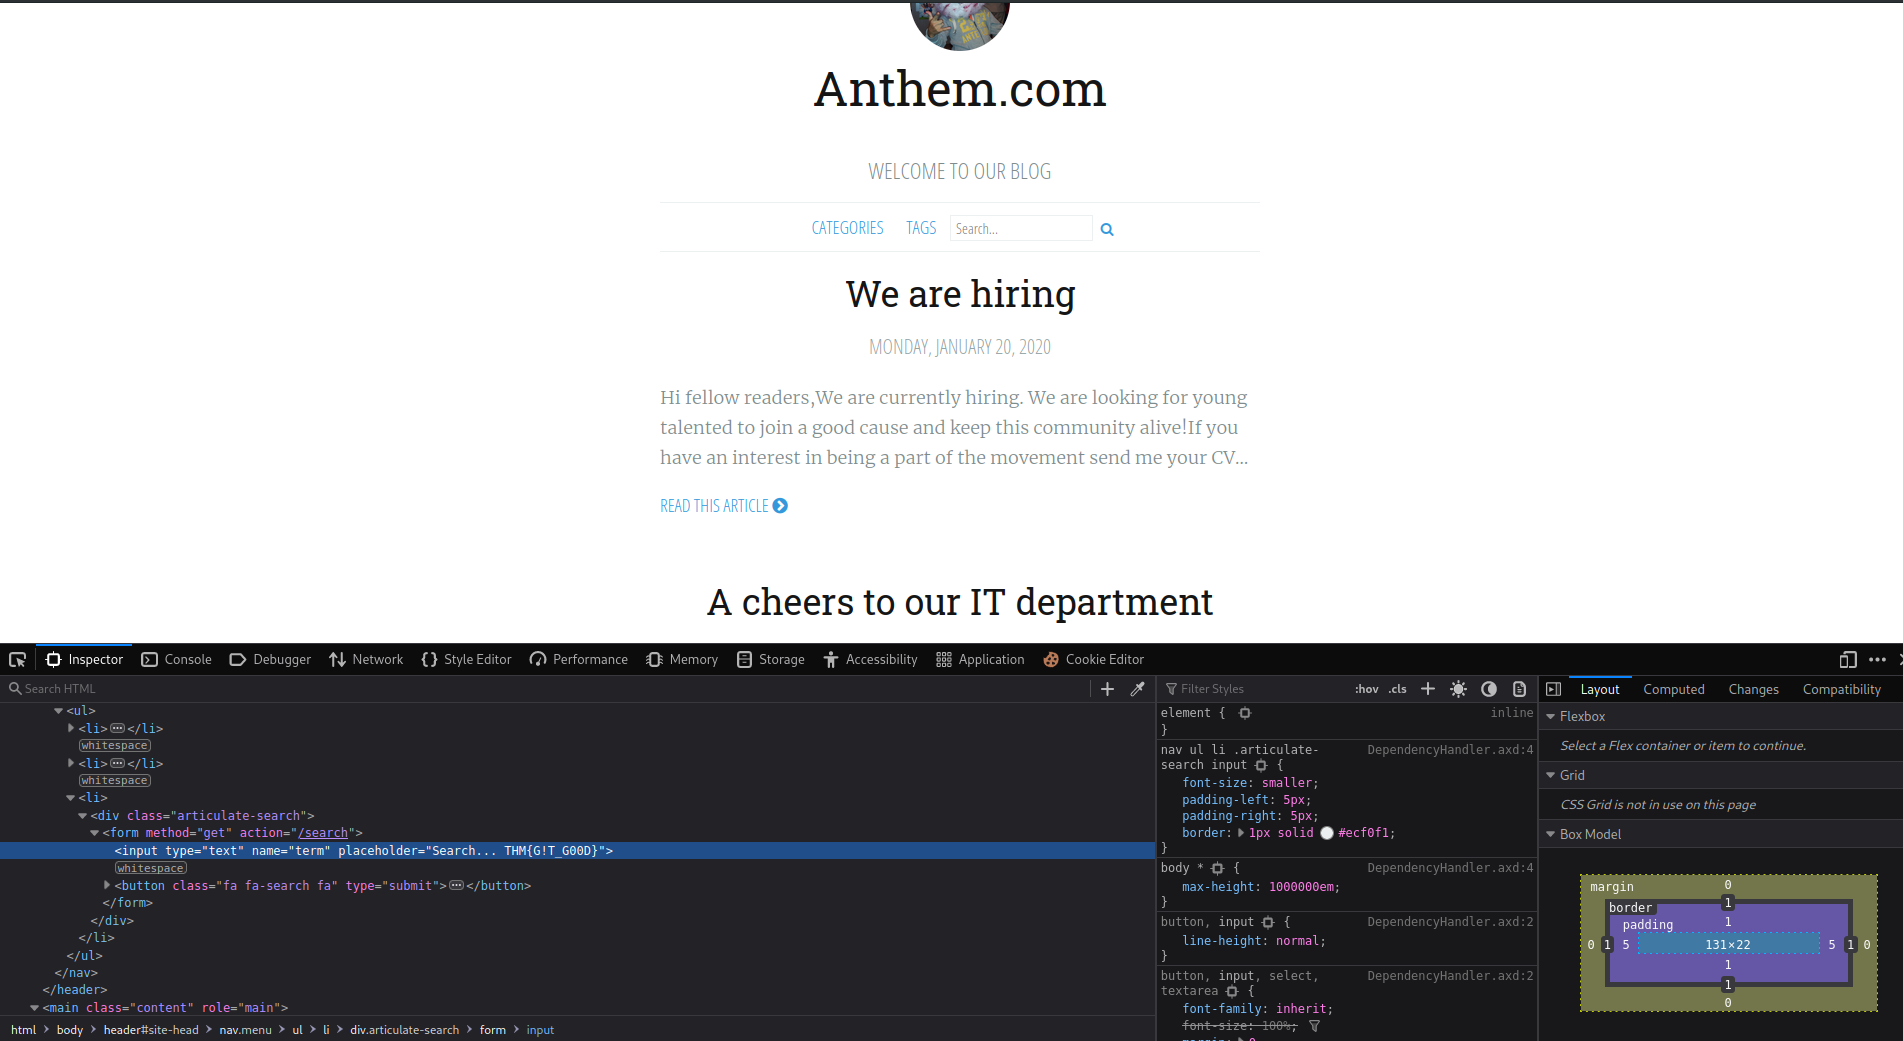 Anthem.com
WELCOME TO OUR BLOG
CATEGORIES TAGS Search...
We are hiring
MONDAY, JANUARY 20, 2020
Hi fellow readers,We are currently hiring. We are looking for young
talented to join a good cause and keep this community alive!If you
have an interest in being a part of the movement send me your CV...
READ THIS ARTICLE
A cheers to our IT department
Inspector Console Debugger Network Style Editor Performance Memory Storage Accessibility Application Cookie Editor
Search HTML
<ul>
<li></li>
whitespace
<li></li>
whitespace
<li>
<div class="articulate-search">
<form method="get" action="/search">
<input type="text" name="term" placeholder="Search... THM{G!T_G00D}">
whitespace
<button class="fa fa-search fa" type="submit"></button>
</form>
</div>
</li>
</ul>
</nav>
</header>
<main class="content" role="main">
html body header#site-head nav.menu ul li div.articulate-search form input
Filter Styles :hov .cls
element { inline
}
nav ul li .articulate- DependencyHandler.axd:4
search input {
font-size: smaller;
padding-left: 5px;
padding-right: 5px;
border: 1px solid #ecf0f1;
}
body * { DependencyHandler.axd:4
max-height: 1000000em;
}
button, input { DependencyHandler.axd:2
line-height: normal;
}
button, input, select, DependencyHandler.axd:2
textarea {
font-family: inherit;
font-size: 100%;
Layout Computed Changes Compatibility
Flexbox
Select a Flex container or item to continue.
Grid
CSS Grid is not in use on this page
Box Model
margin 0
border 1
padding 1
0 1 5 131×22 5 1 0
1
1
0